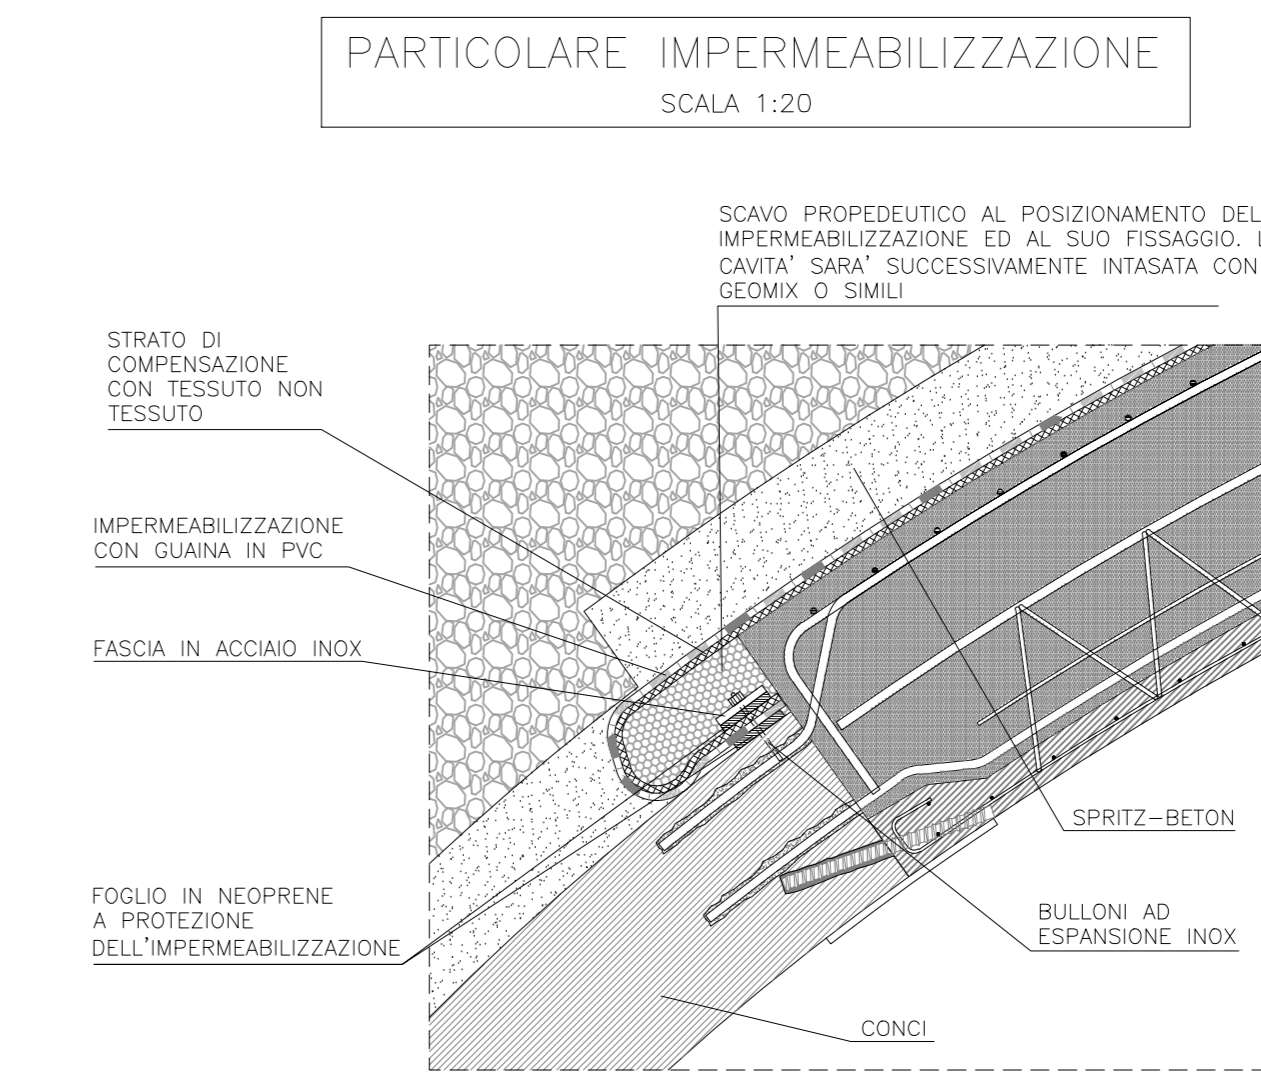 PARTICOLARE IMPERMEABILIZZAZIONE
SCALA 1:20
SCAVO PROPEDEUTICO AL POSIZIONAMENTO DEL
IMPERMEABILIZZAZIONE ED AL SUO FISSAGGIO. L
CAVITA' SARA' SUCCESSIVAMENTE INTASATA CON
GEOMIX O SIMILI
STRATO DI
COMPENSAZIONE
CON TESSUTO NON
TESSUTO
IMPERMEABILIZZAZIONE
CON GUAINA IN PVC
FASCIA IN ACCIAIO INOX
SPRITZ-BETON
FOGLIO IN NEOPRENE
A PROTEZIONE
DELL'IMPERMEABILIZZAZIONE
BULLONI AD
ESPANSIONE INOX
CONCI